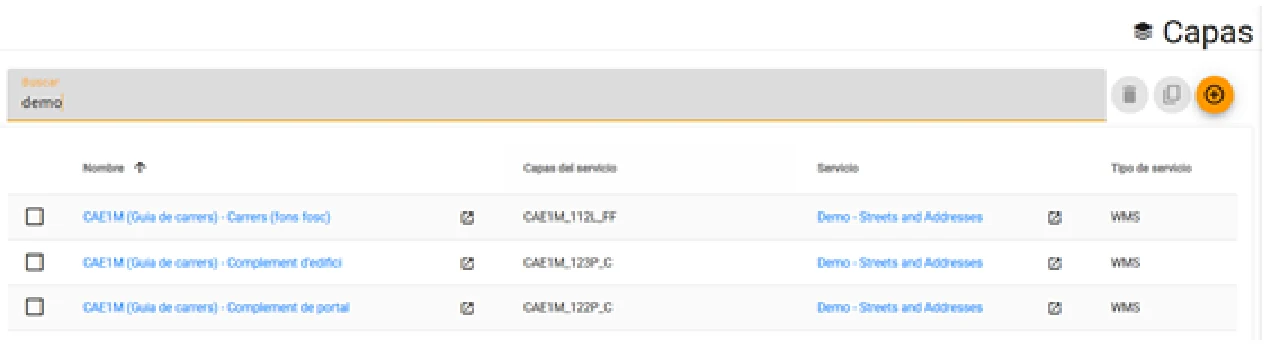 Capas
Buscar
demo
Nombre Capas del servicio Servicio Tipo de servicio
CAE1M (Guia de carrers) - Carrers (fons fosc) CAE1M_112L_FF Demo - Streets and Addresses WMS
CAE1M (Guia de carrers) - Complement d'edifici CAE1M_123P_C Demo - Streets and Addresses WMS
CAE1M (Guia de carrers) - Complement de portal CAE1M_122P_C Demo - Streets and Addresses WMS